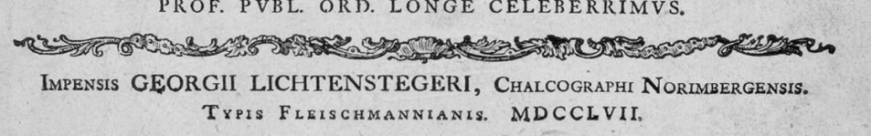 PROF. PVBL. ORD. LONGE CELEBERRIMVS.
IMPENSIS GEORGII LICHTENSTEGERI, CHALCOGRAPHI NORIMBERGENSIS.
TYPIS FLEISCHMANNIANIS. MDCCLVII.